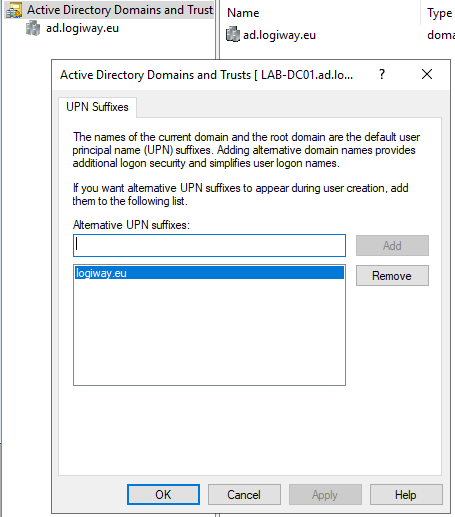 Active Directory Domains and Trust
ad.logiway.eu
Name
Type
ad.logiway.eu
doma
Active Directory Domains and Trusts [ LAB-DC01.ad.lo...
?
UPN Suffixes
The names of the current domain and the root domain are the default user
principal name (UPN) suffixes. Adding alternative domain names provides
additional logon security and simplifies user logon names.
If you want alternative UPN suffixes to appear during user creation, add
them to the following list.
Alternative UPN suffixes:
Add
logiway.eu
Remove
OK
Cancel
Apply
Help